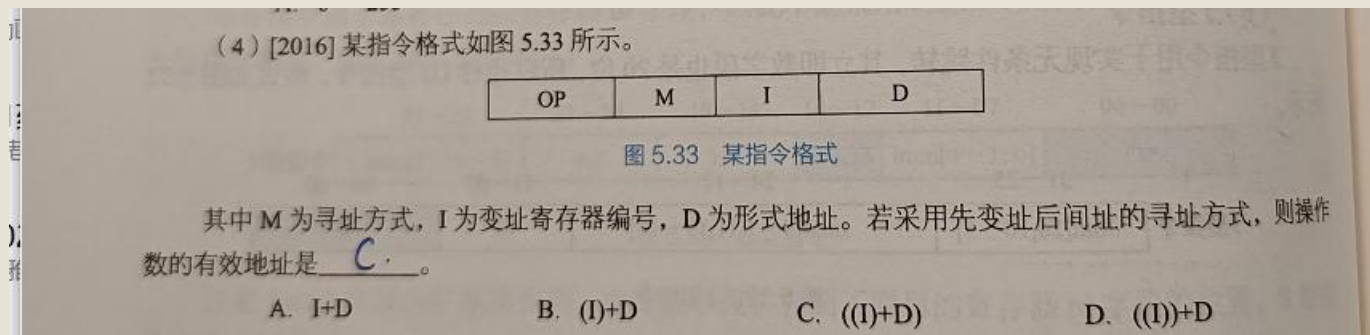 （4）[2016] 某指令格式如图 5.33 所示。
OP M I D
图 5.33 某指令格式
其中 M 为寻址方式，I 为变址寄存器编号，D 为形式地址。若采用先变址后间址的寻址方式，则操作
数的有效地址是 C. 。
A. I+D B. (I)+D C. ((I)+D) D. ((I))+D